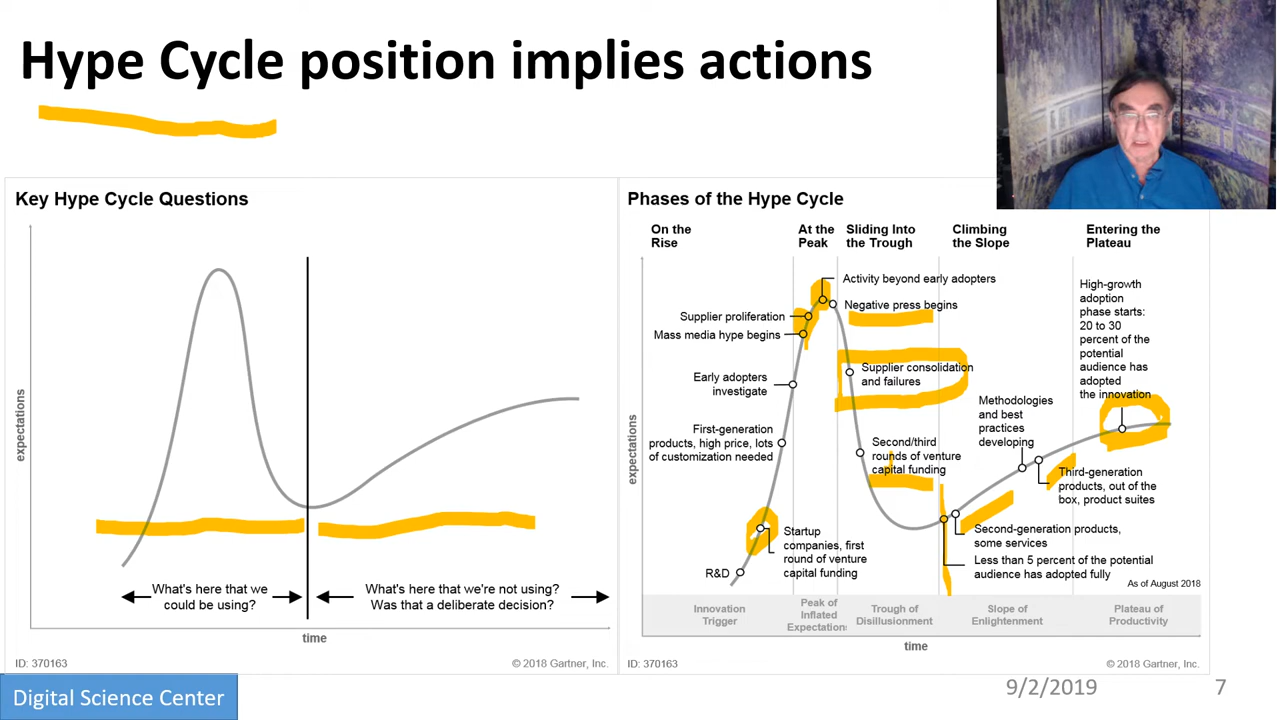 Hype Cycle position implies actions
Key Hype Cycle Questions
expectations
What's here that we
could be using?
What's here that we're not using?
Was that a deliberate decision?
time
ID: 370163
© 2018 Gartner, Inc.
Phases of the Hype Cycle
On the
Rise
At the
Peak
Sliding Into
the Trough
Climbing
the Slope
Entering the
Plateau
Activity beyond early adopters
Negative press begins
Supplier proliferation
Mass media hype begins
Supplier consolidation
and failures
Early adopters
investigate
First-generation
products, high price, lots
of customization needed
Second/third
rounds of venture
capital funding
Startup
companies, first
round of venture
capital funding
R&D
Methodologies
and best
practices
developing
High-growth
adoption
phase starts:
20 to 30
percent of the
potential
audience has
adopted
the innovation
Third-generation
products, out of the
box, product suites
Second-generation products,
some services
Less than 5 percent of the potential
audience has adopted fully
As of August 2018
expectations
Innovation
Trigger
Peak of
Inflated
Expectations
Trough of
Disillusionment
Slope of
Enlightenment
Plateau of
Productivity
time
ID: 370163
© 2018 Gartner, Inc.
Digital Science Center
9/2/2019
7